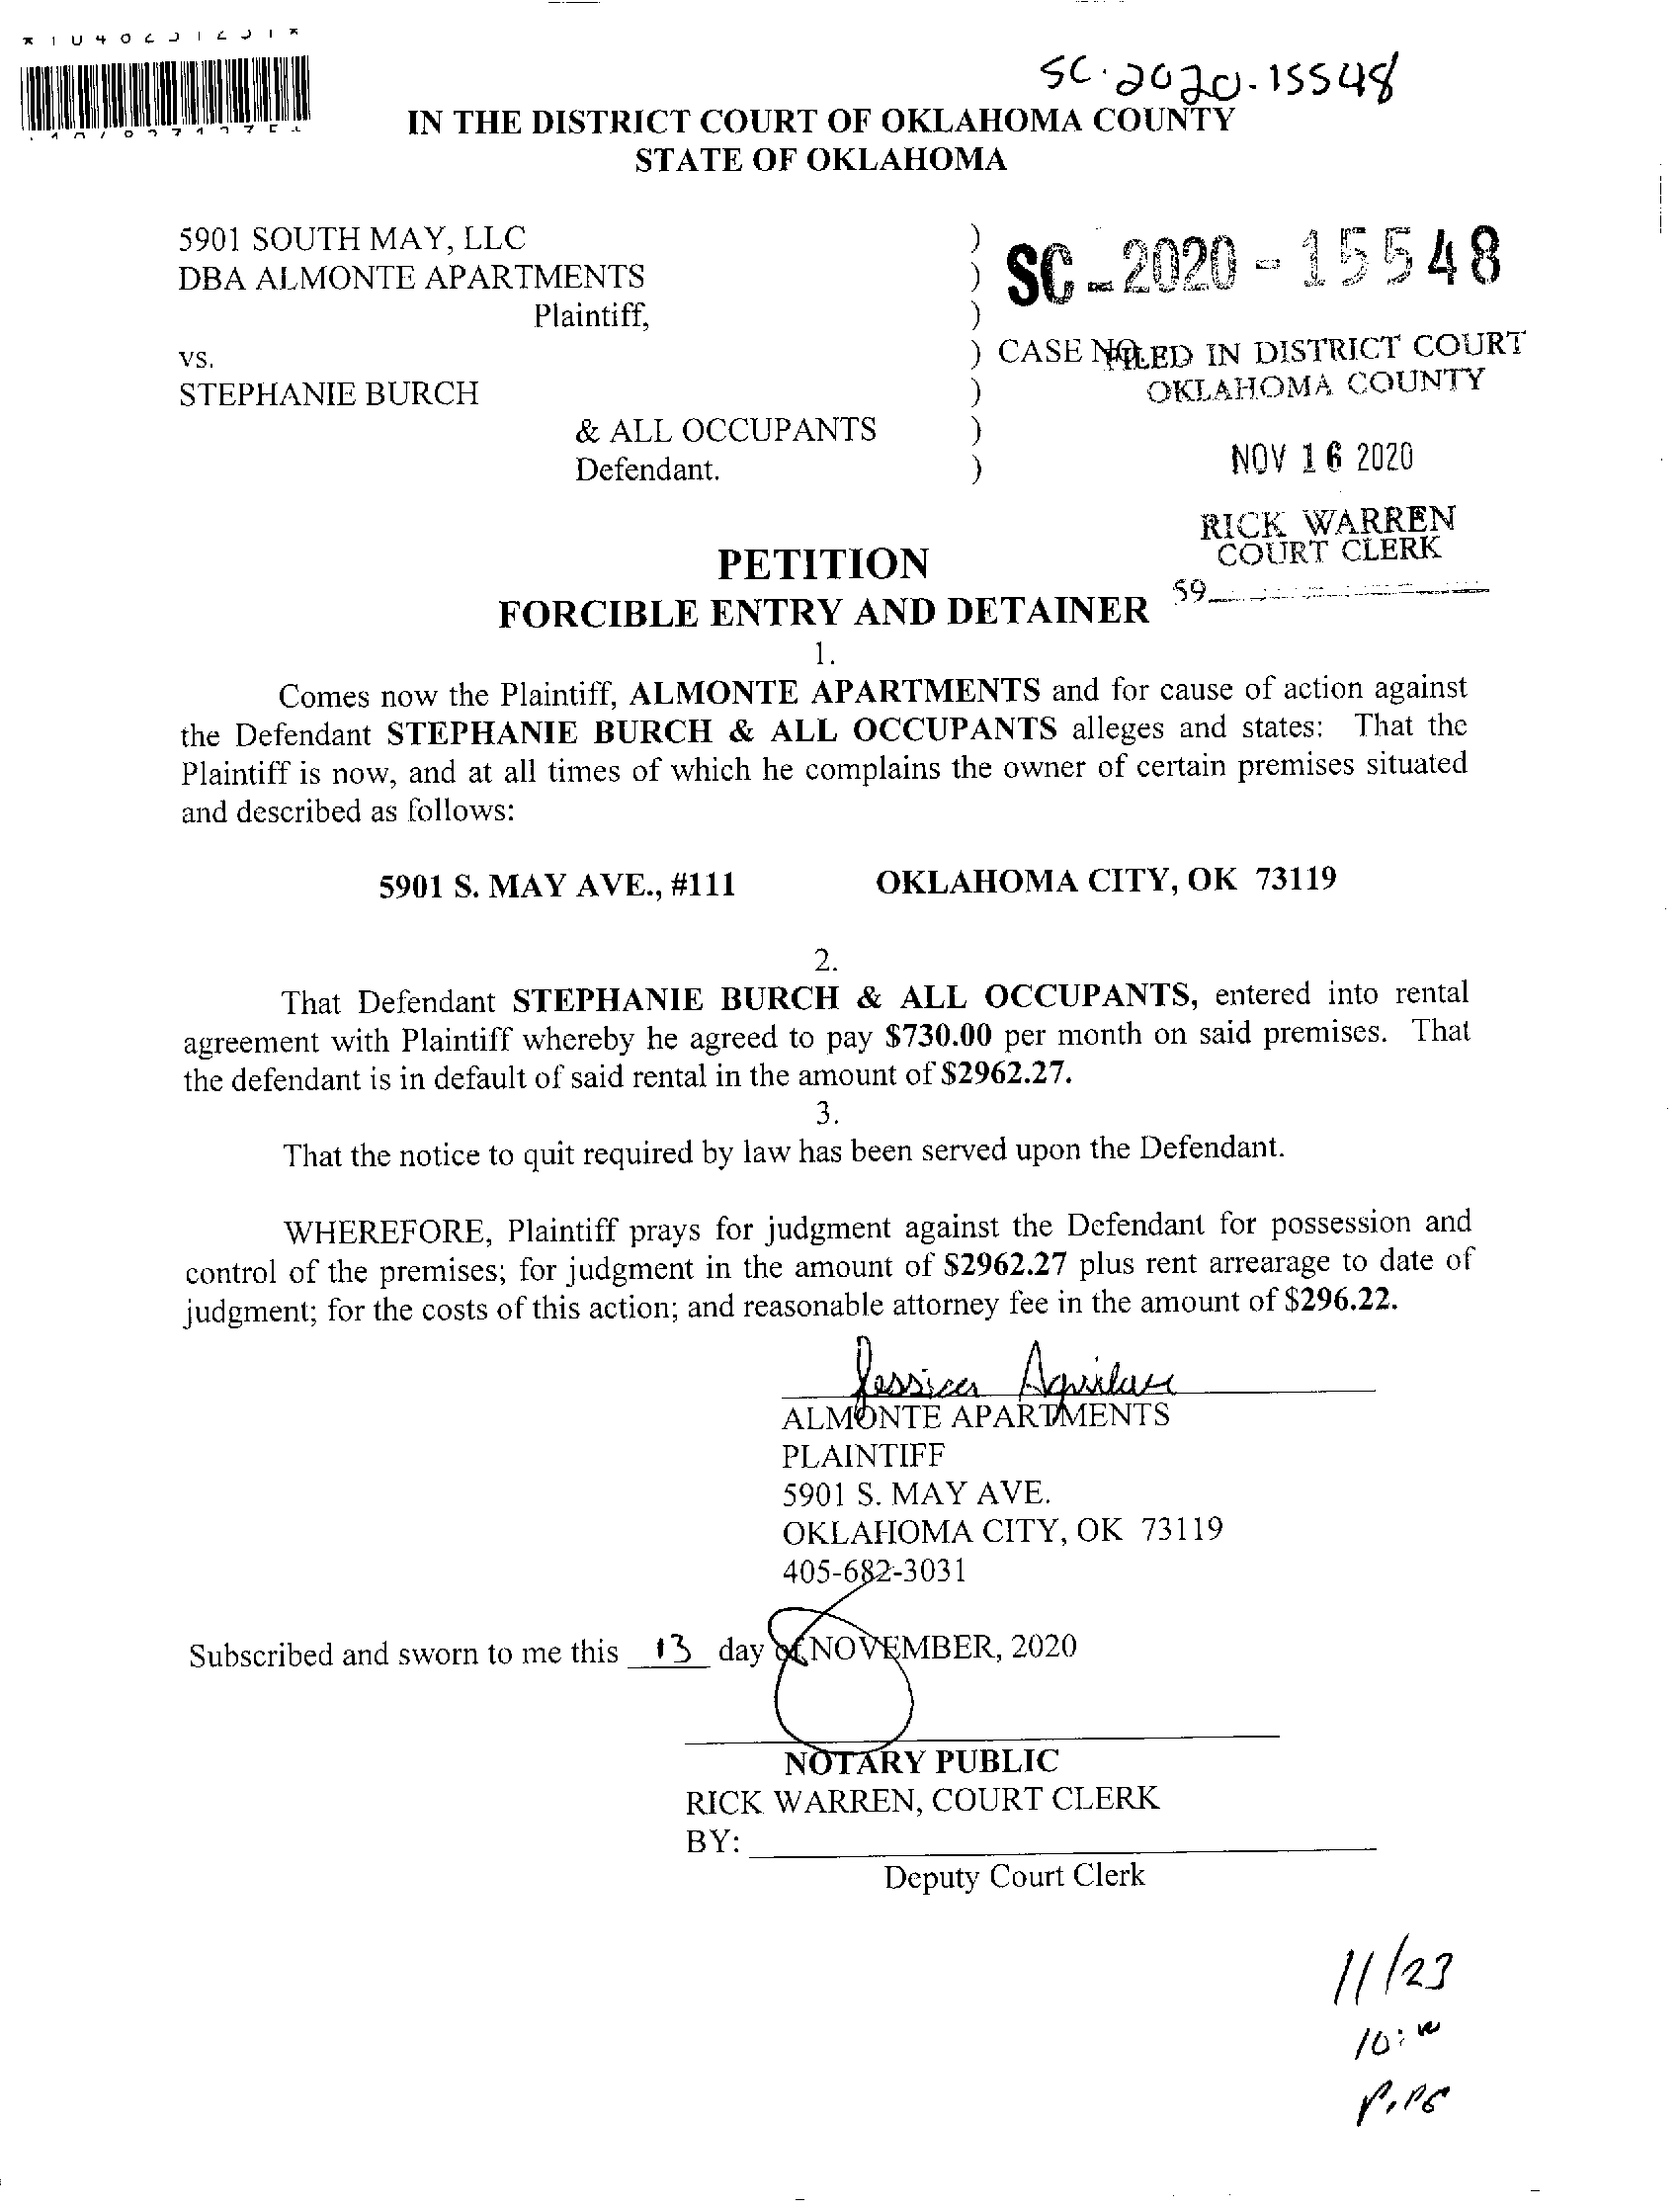 SC.2020.15548
IN THE DISTRICT COURT OF OKLAHOMA COUNTY
STATE OF OKLAHOMA
5901 SOUTH MAY, LLC )
DBA ALMONTE APARTMENTS ) SC-2020-15548
Plaintiff, )
vs. ) CASE NO. FILED IN DISTRICT COURT
STEPHANIE BURCH ) OKLAHOMA COUNTY
& ALL OCCUPANTS )
Defendant. ) NOV 16 2020
RICK WARREN
COURT CLERK
PETITION
59
FORCIBLE ENTRY AND DETAINER
1.
Comes now the Plaintiff, ALMONTE APARTMENTS and for cause of action against
the Defendant STEPHANIE BURCH & ALL OCCUPANTS alleges and states: That the
Plaintiff is now, and at all times of which he complains the owner of certain premises situated
and described as follows:
5901 S. MAY AVE., #111 OKLAHOMA CITY, OK 73119
2.
That Defendant STEPHANIE BURCH & ALL OCCUPANTS, entered into rental
agreement with Plaintiff whereby he agreed to pay $730.00 per month on said premises. That
the defendant is in default of said rental in the amount of $2962.27.
3.
That the notice to quit required by law has been served upon the Defendant.
WHEREFORE, Plaintiff prays for judgment against the Defendant for possession and
control of the premises; for judgment in the amount of $2962.27 plus rent arrearage to date of
judgment; for the costs of this action; and reasonable attorney fee in the amount of $296.22.
Jessica Aguilar
ALMONTE APARTMENTS
PLAINTIFF
5901 S. MAY AVE.
OKLAHOMA CITY, OK 73119
405-682-3031
Subscribed and sworn to me this 13 day of NOVEMBER, 2020
NOTARY PUBLIC
RICK WARREN, COURT CLERK
BY:
Deputy Court Clerk
11/23